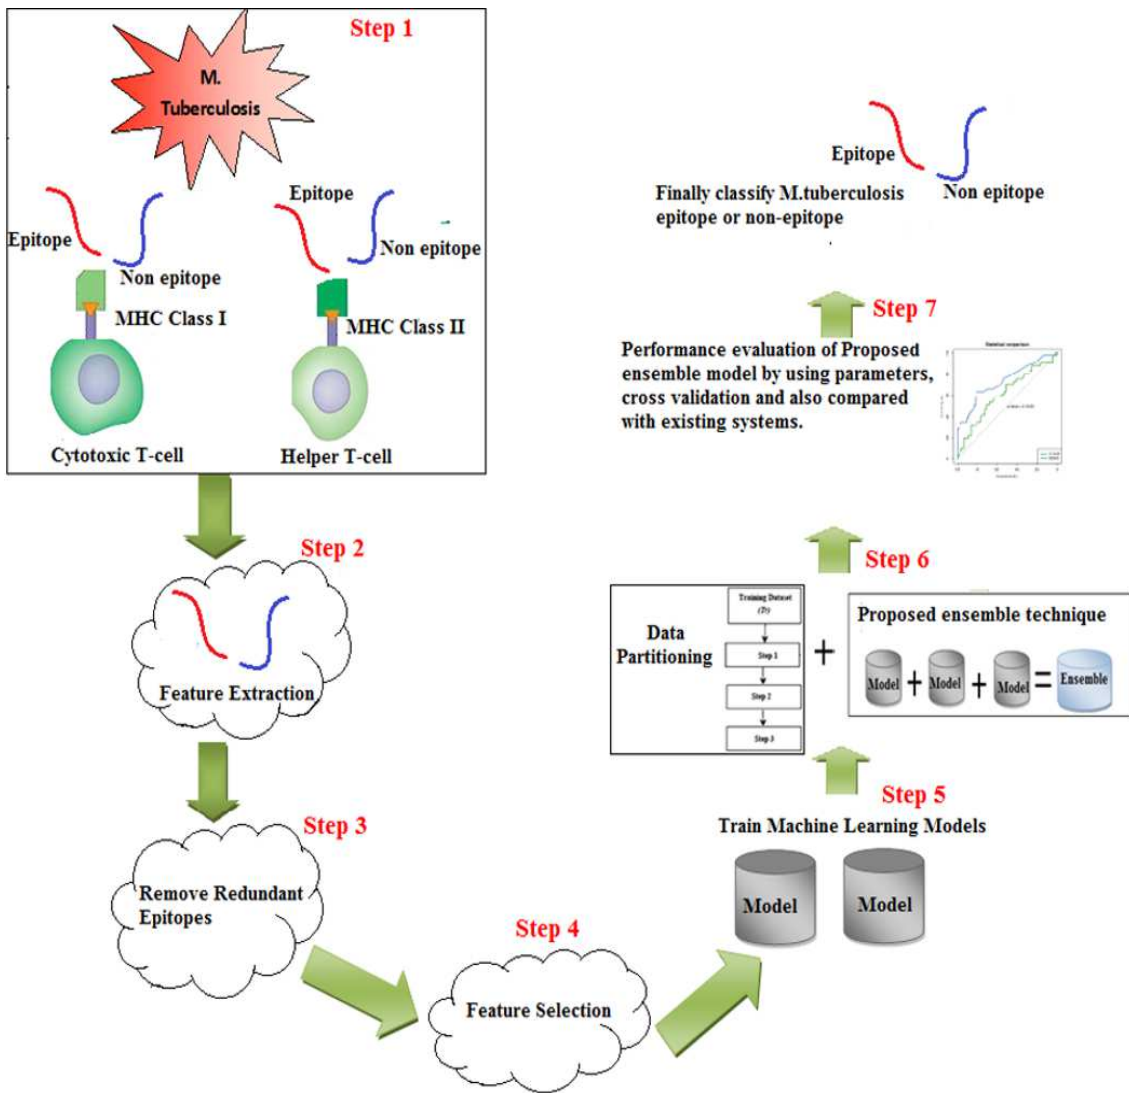 Step 1
M.
Tuberculosis
Epitope
Epitope
Non epitope
Non epitope
MHC Class I
MHC Class II
Cytotoxic T-cell
Helper T-cell
Step 2
Feature Extraction
Step 3
Remove Redundant
Epitopes
Step 4
Feature Selection
Step 5
Train Machine Learning Models
Model
Model
Data
Partitioning
Training Dataset
(Tr)
Step 1
Step 2
Step 3
+
Proposed ensemble technique
Model + Model + Model = Ensemble
Step 6
Performance evaluation of Proposed
ensemble model by using parameters,
cross validation and also compared
with existing systems.
Statistical comparison
Step 7
Finally classify M.tuberculosis
epitope or non-epitope
Epitope
Non epitope